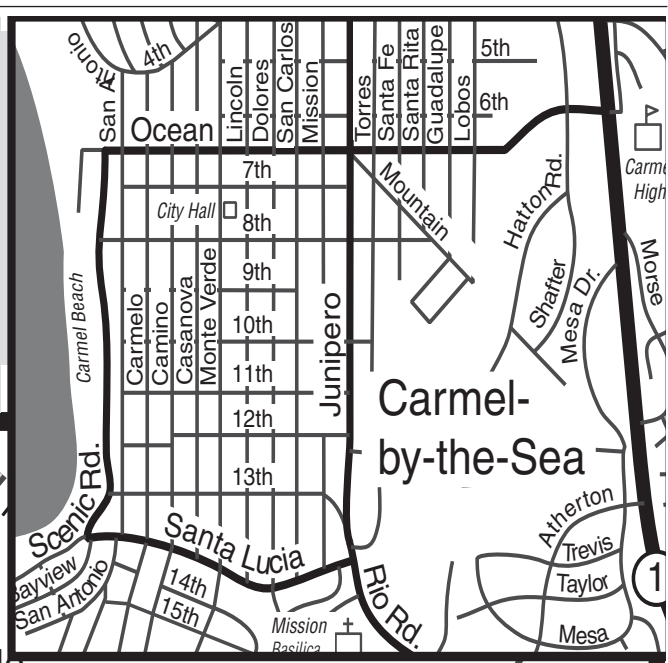 San Antonio
4th
Ocean
Lincoln
Dolores
San Carlos
Mission
Torres
Santa Fe
Santa Rita
Guadalupe
Lobos
5th
6th
Carme
High
7th
City Hall
8th
Mountain
Hatton Rd.
Shafter
Mesa Dr.
Morse
Carmel Beach
Carmelo
Camino
Casanova
Monte Verde
9th
10th
11th
12th
13th
Junipero
Carmel-
by-the-Sea
Scenic Rd.
Santa Lucia
Bayview
San Antonio
14th
15th
Mission
Basilica
Rio Rd.
Atherton
Trevis
Taylor
Mesa
1